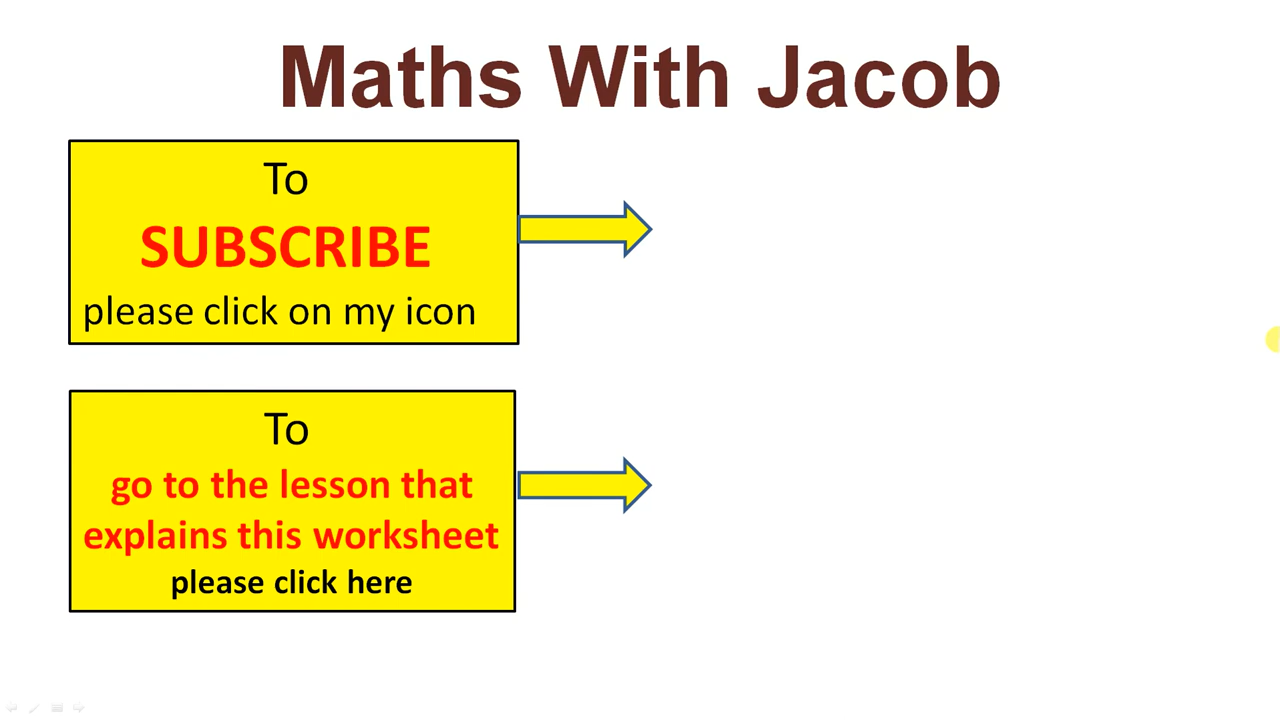 Maths With Jacob
To
SUBSCRIBE
please click on my icon
To
go to the lesson that
explains this worksheet
please click here